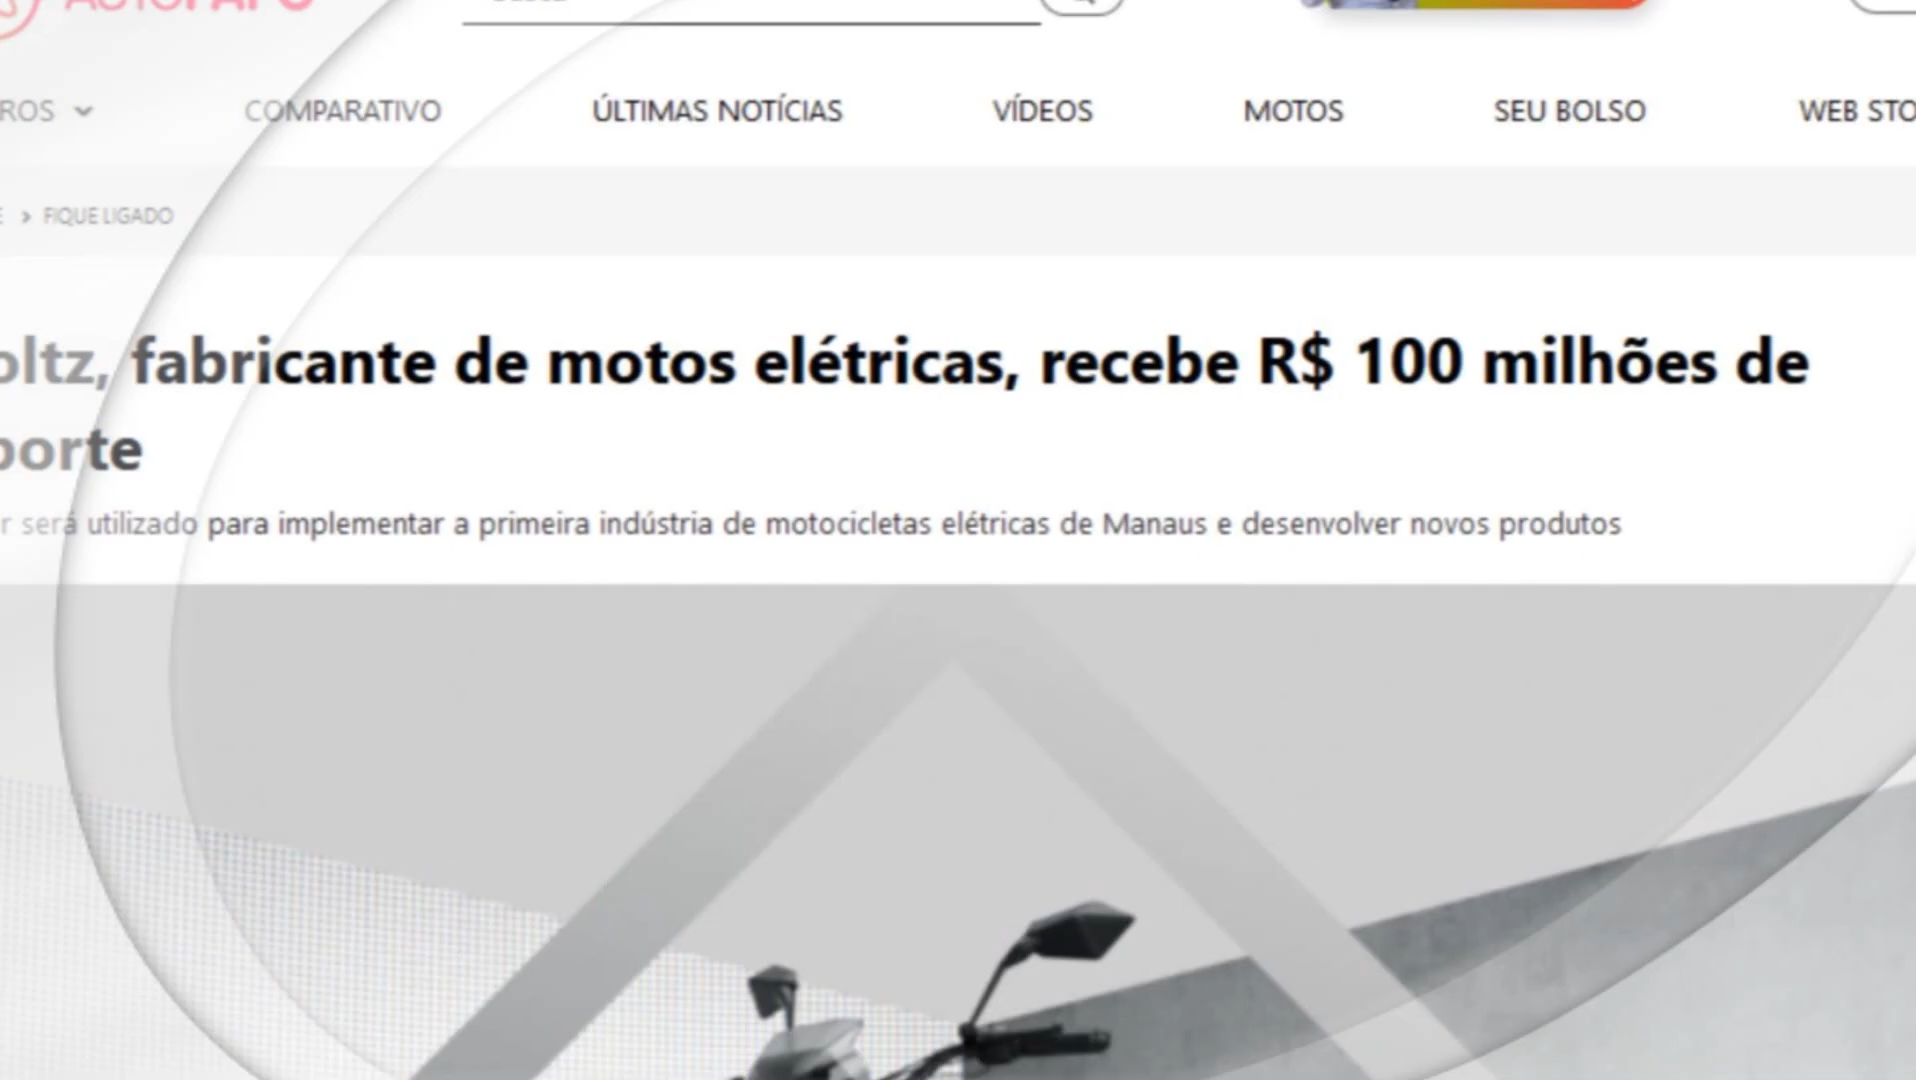 AUTOPAPO
ROS
COMPARATIVO
ÚLTIMAS NOTÍCIAS
VÍDEOS
MOTOS
SEU BOLSO
WEB STO
E > FIQUE LIGADO
oltz, fabricante de motos elétricas, recebe R$ 100 milhões de
porte
r será utilizado para implementar a primeira indústria de motocicletas elétricas de Manaus e desenvolver novos produtos